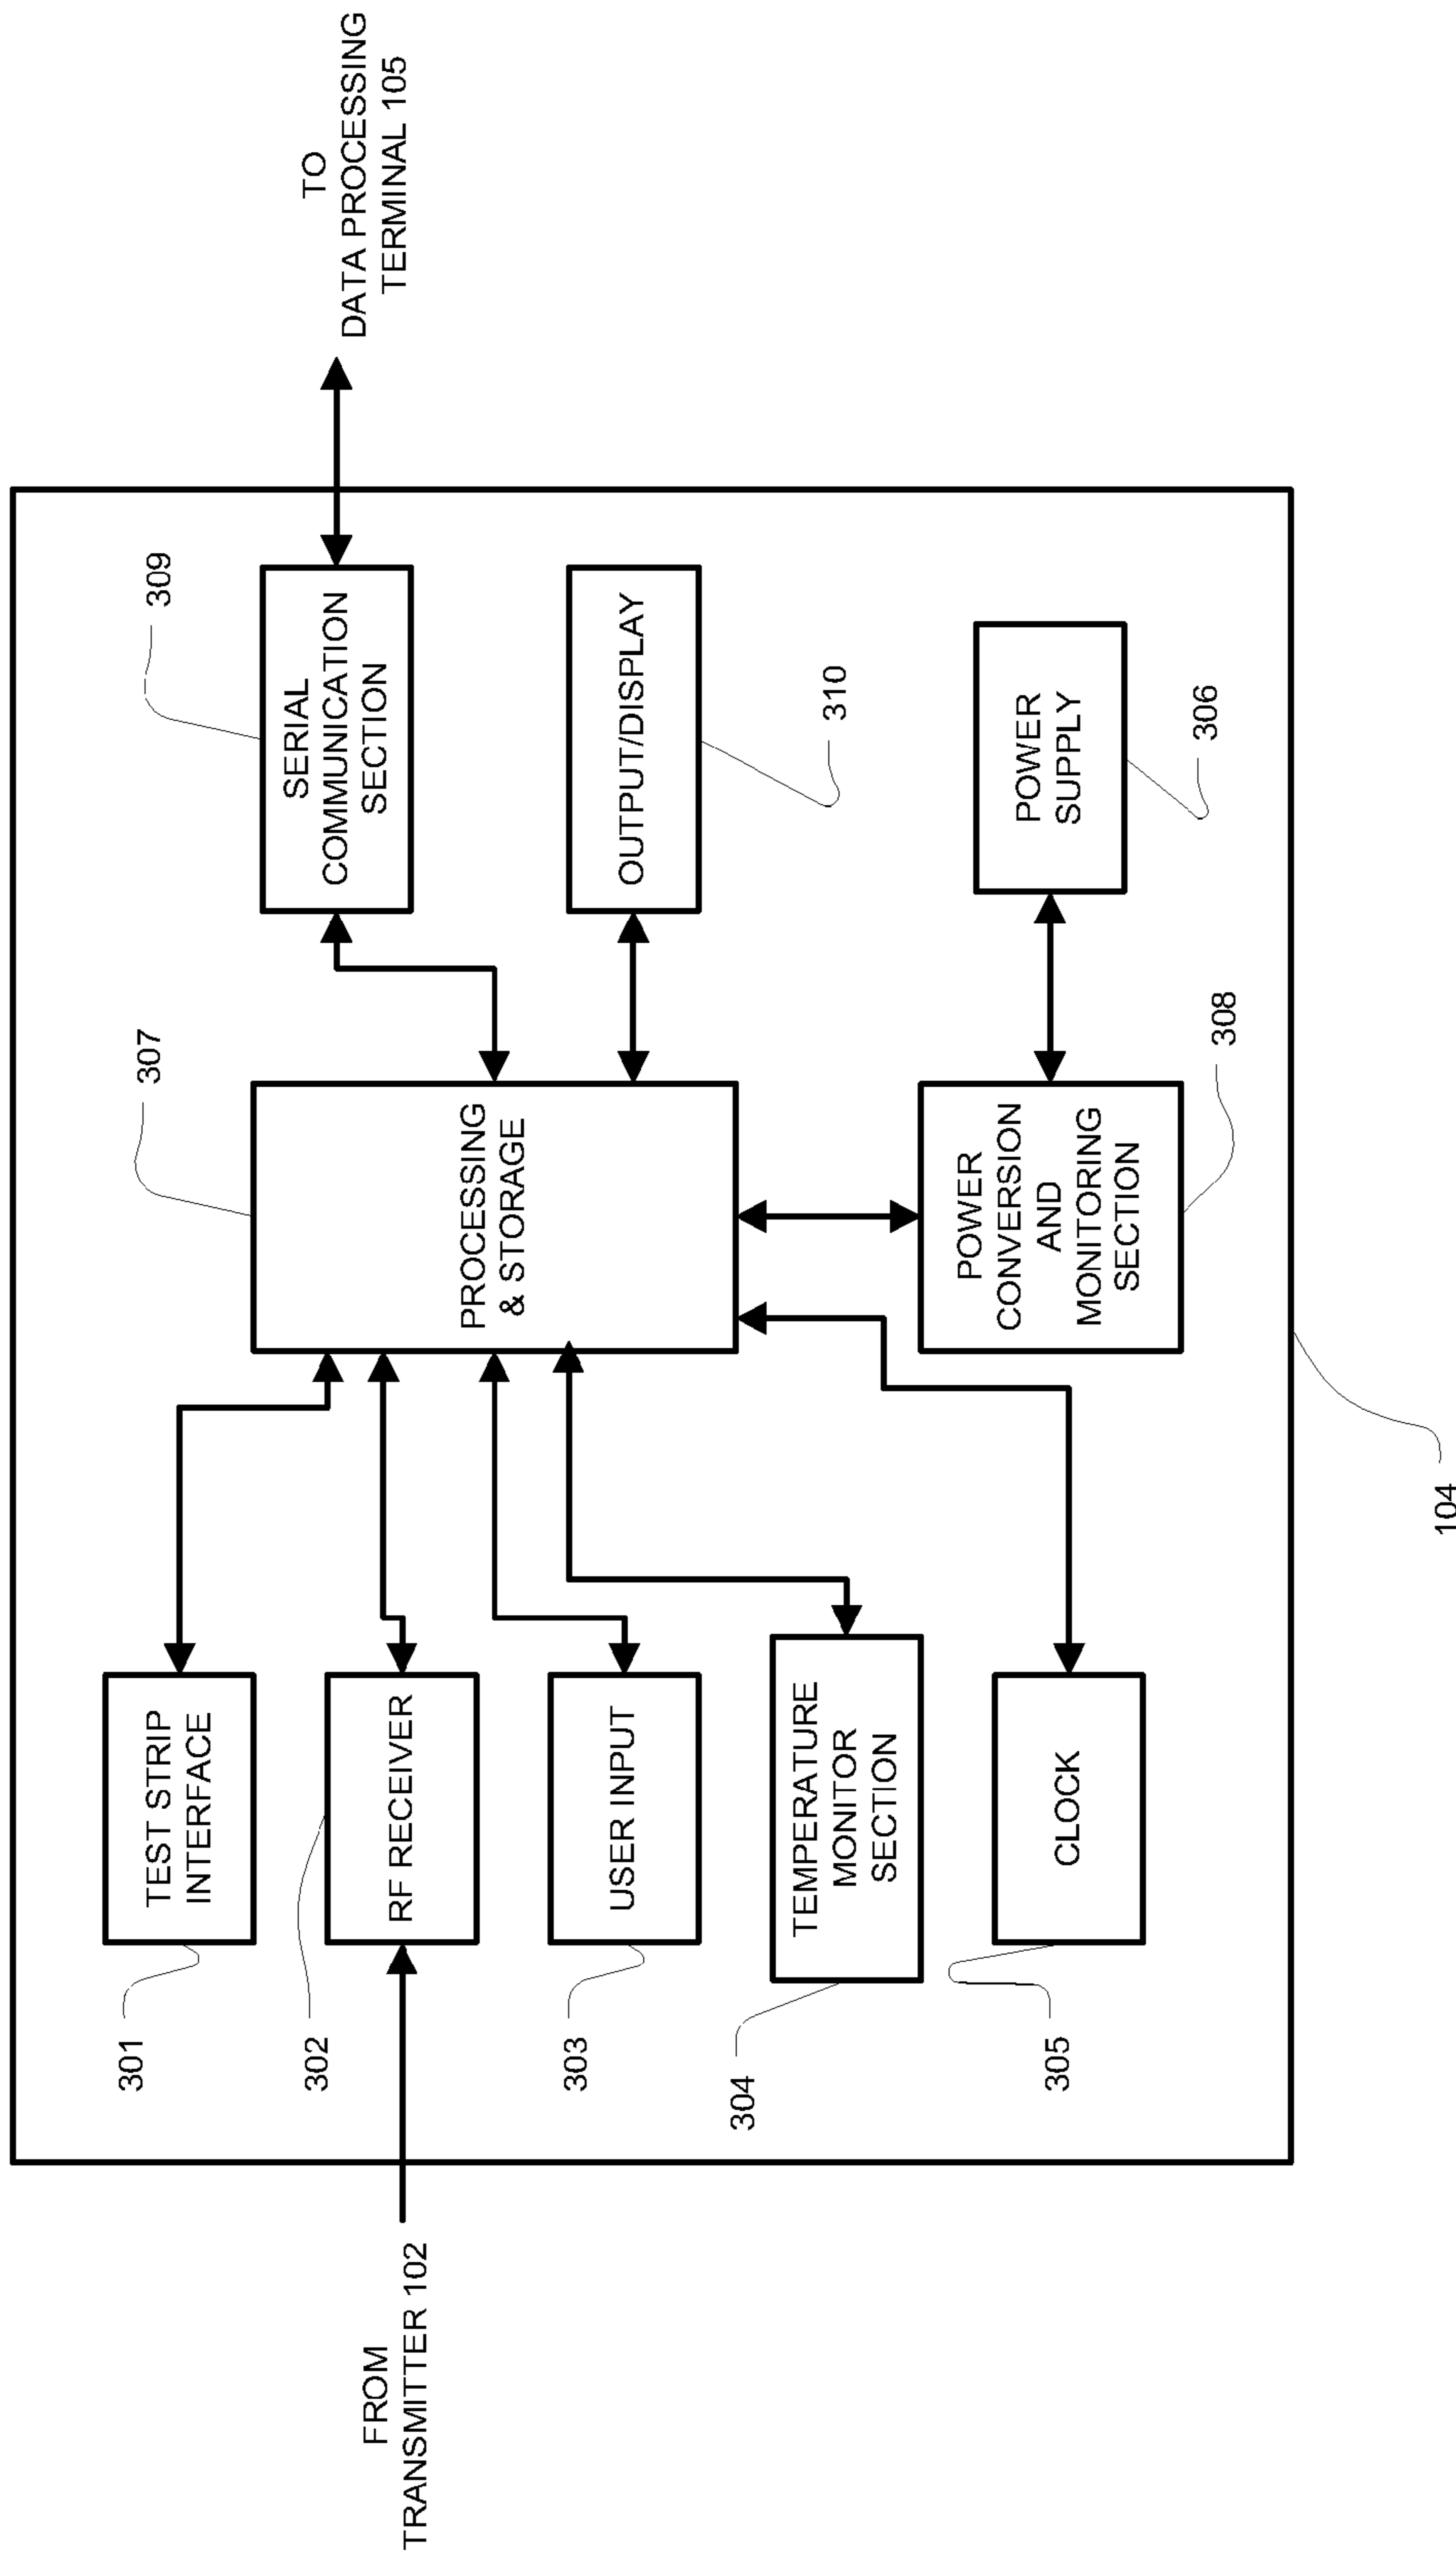 301
TEST STRIP
INTERFACE
307
309
SERIAL
COMMUNICATION
SECTION
TO
DATA PROCESSING
TERMINAL 105
FROM
TRANSMITTER 102
302
RF RECEIVER
PROCESSING
& STORAGE
303
USER INPUT
OUTPUT/DISPLAY
310
304
TEMPERATURE
MONITOR
SECTION
POWER
CONVERSION
AND
MONITORING
SECTION
308
POWER
SUPPLY
306
305
CLOCK
104